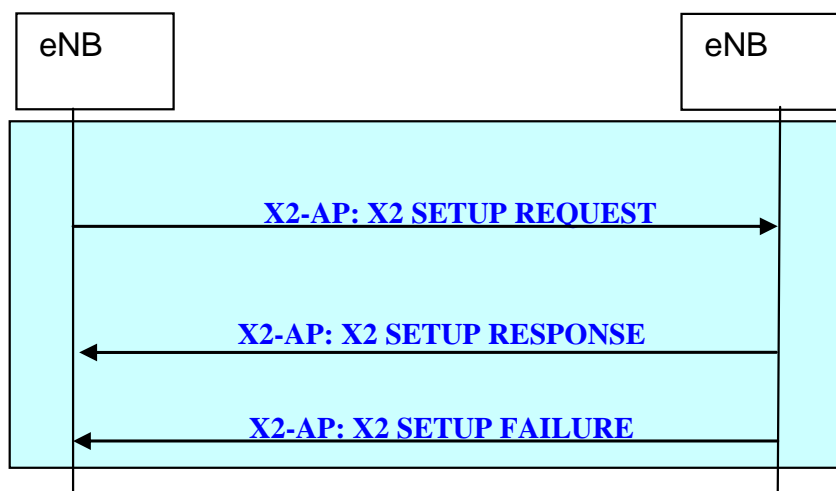 eNB
eNB
X2-AP: X2 SETUP REQUEST
X2-AP: X2 SETUP RESPONSE
X2-AP: X2 SETUP FAILURE